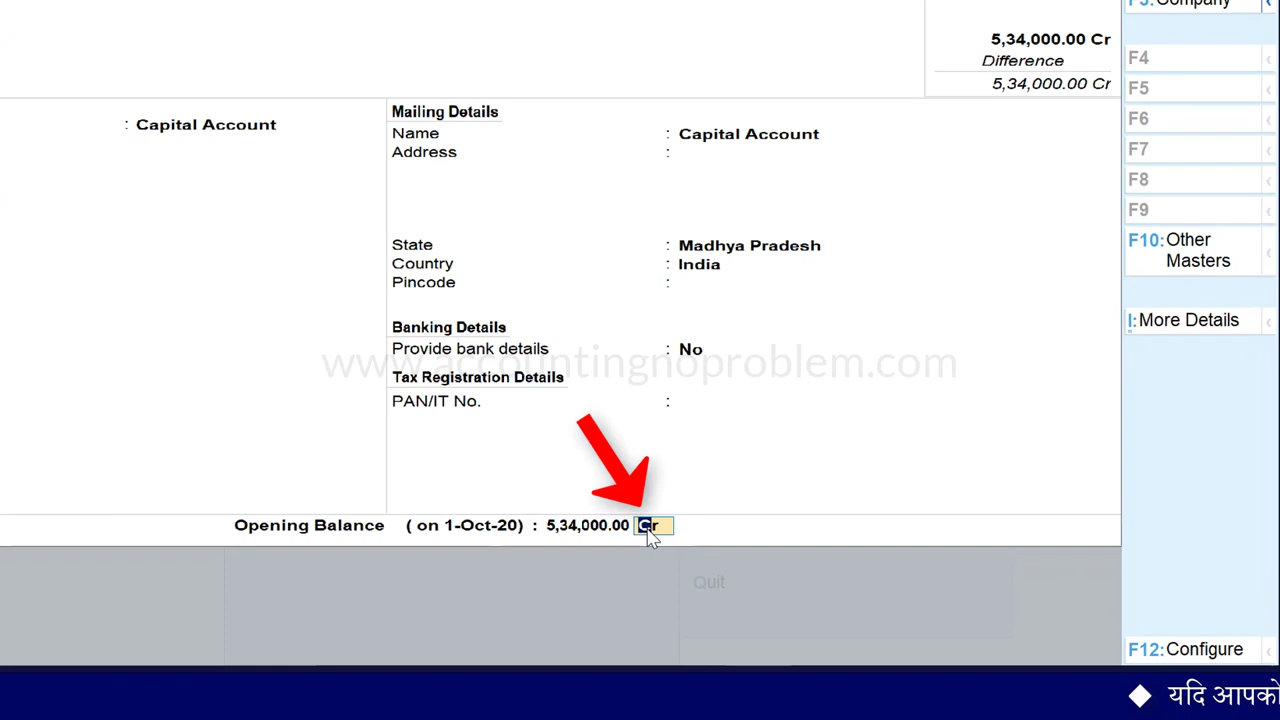 F3: Company
5,34,000.00 Cr
Difference
5,34,000.00 Cr
F4
F5
F6
F7
F8
F9
F10: Other
Masters
I: More Details
F12: Configure
: Capital Account
Mailing Details
Name : Capital Account
Address :
State : Madhya Pradesh
Country : India
Pincode :
Banking Details
Provide bank details : No
www.accountingnoproblem.com
Tax Registration Details
PAN/IT No. :
Opening Balance ( on 1-Oct-20) : 5,34,000.00 Cr
Quit
यदि आपको